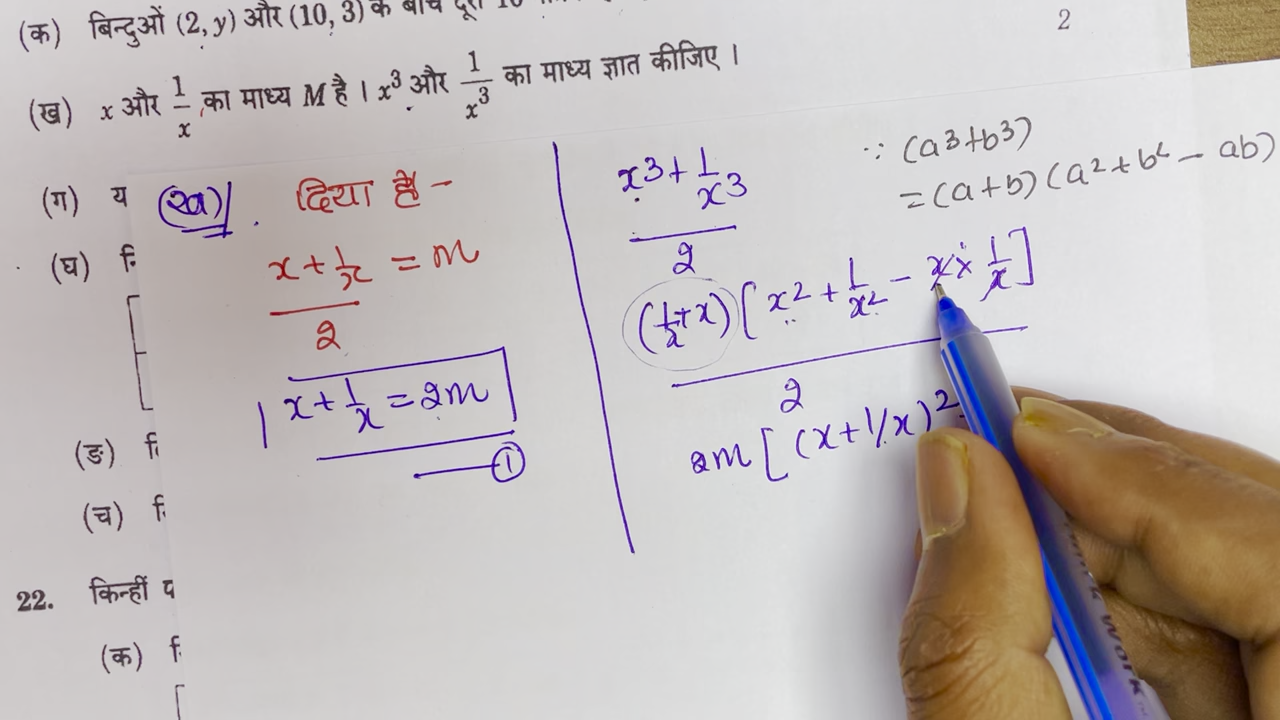 (क) बिन्दुओं (2, y) और (10, 3) के बीच दूरी 10
2
(ख) x और 1/x का माध्य M है । x³ और 1/x³ का माध्य ज्ञात कीजिए ।
(ग) य
(घ)
(ङ)
(च)
22. किन्हीं
(क)
(ख)
दिया है –
x + 1/x = m
2
x + 1/x = 2m
①
x³ + 1/x³
2
∵ (a³+b³)
= (a+b) (a² + b² – ab)
(1/x + x) [x² + 1/x² – x × 1/x]
2
2m [(x + 1/x)² -